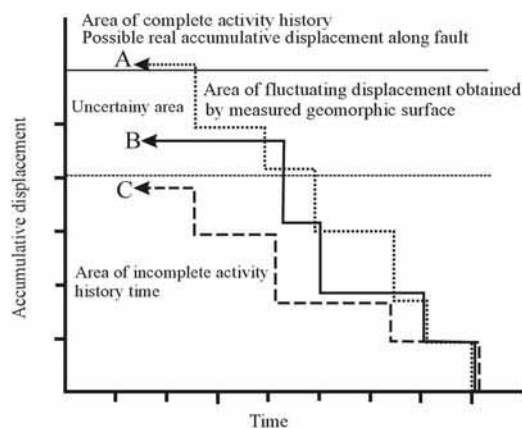 Area of complete activity history
Possible real accumulative displacement along fault
A
Area of fluctuating displacement obtained
by measured geomorphic surface
Uncertainy area
B
C
Area of incomplete activity
history time
Accumulative displacement
Time